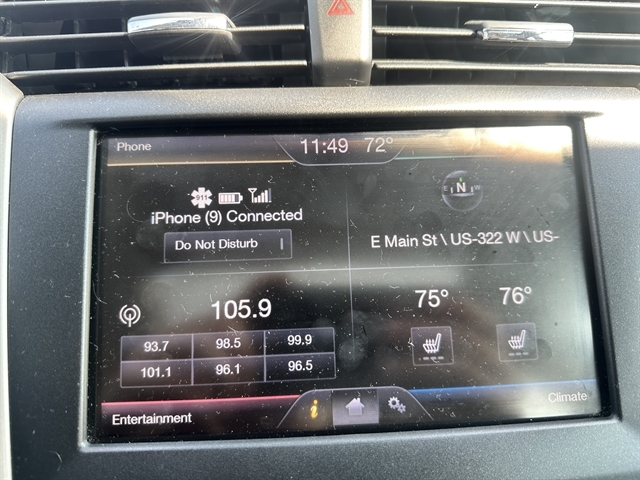 Phone
11:49 72°
911
iPhone (9) Connected
Do Not Disturb
E N W
E Main St \ US-322 W \ US-
105.9
75° 76°
93.7 98.5 99.9
101.1 96.1 96.5
Entertainment
i
Climate